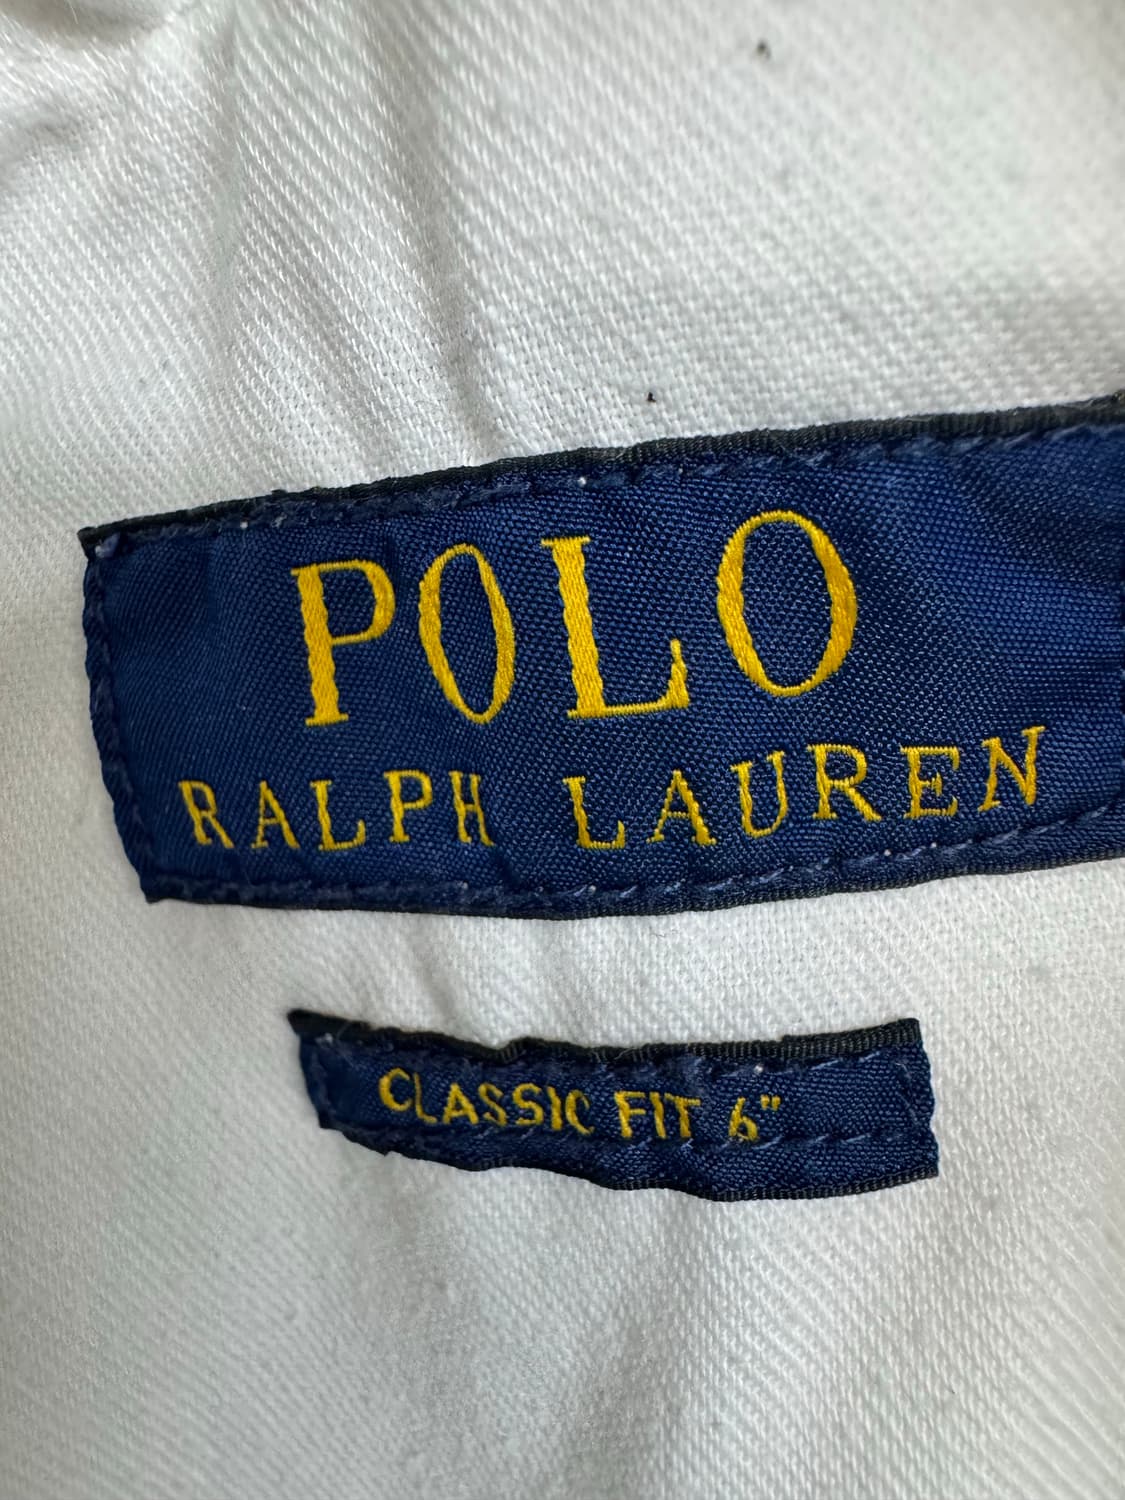 POLO
RALPH LAUREN
CLASSIC FIT 6"